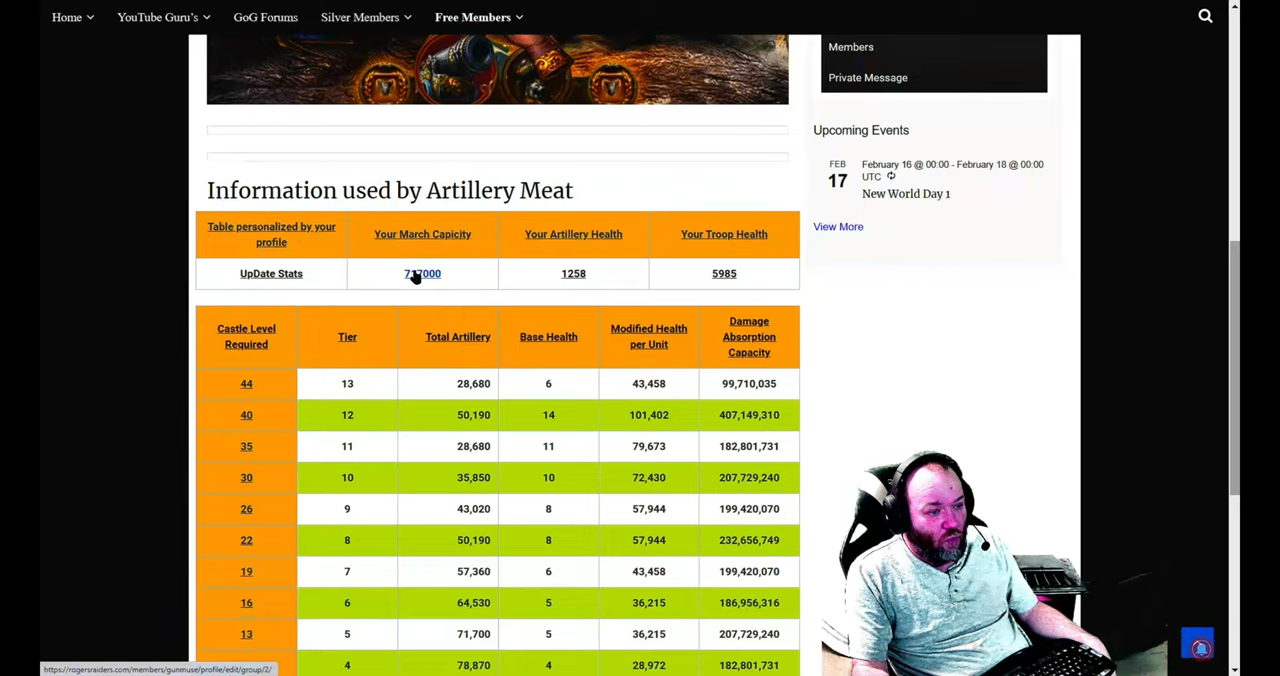 Home YouTube Guru's GoG Forums Silver Members Free Members
Members
Private Message
Upcoming Events
FEB
17
February 16 @ 00:00 - February 18 @ 00:00
UTC
New World Day 1
View More
Information used by Artillery Meat
Table personalized by your profile Your March Capicity Your Artillery Health Your Troop Health
UpDate Stats 1258 5985
Castle Level Required Tier Total Artillery Base Health Modified Health per Unit Damage Absorption Capacity
44 13 28,680 6 43,458 99,710,035
40 12 50,190 14 101,402 407,149,310
35 11 28,680 11 79,673 182,801,731
30 10 35,850 10 72,430 207,729,240
26 9 43,020 8 57,944 199,420,070
22 8 50,190 8 57,944 232,656,749
19 7 57,360 6 43,458 199,420,070
16 6 64,530 5 36,215 186,956,316
13 5 71,700 5 36,215 207,729,240
4 78,870 4 28,972 182,801,731
https://rogersraiders.com/members/gunmuse/profile/edit/group/2/